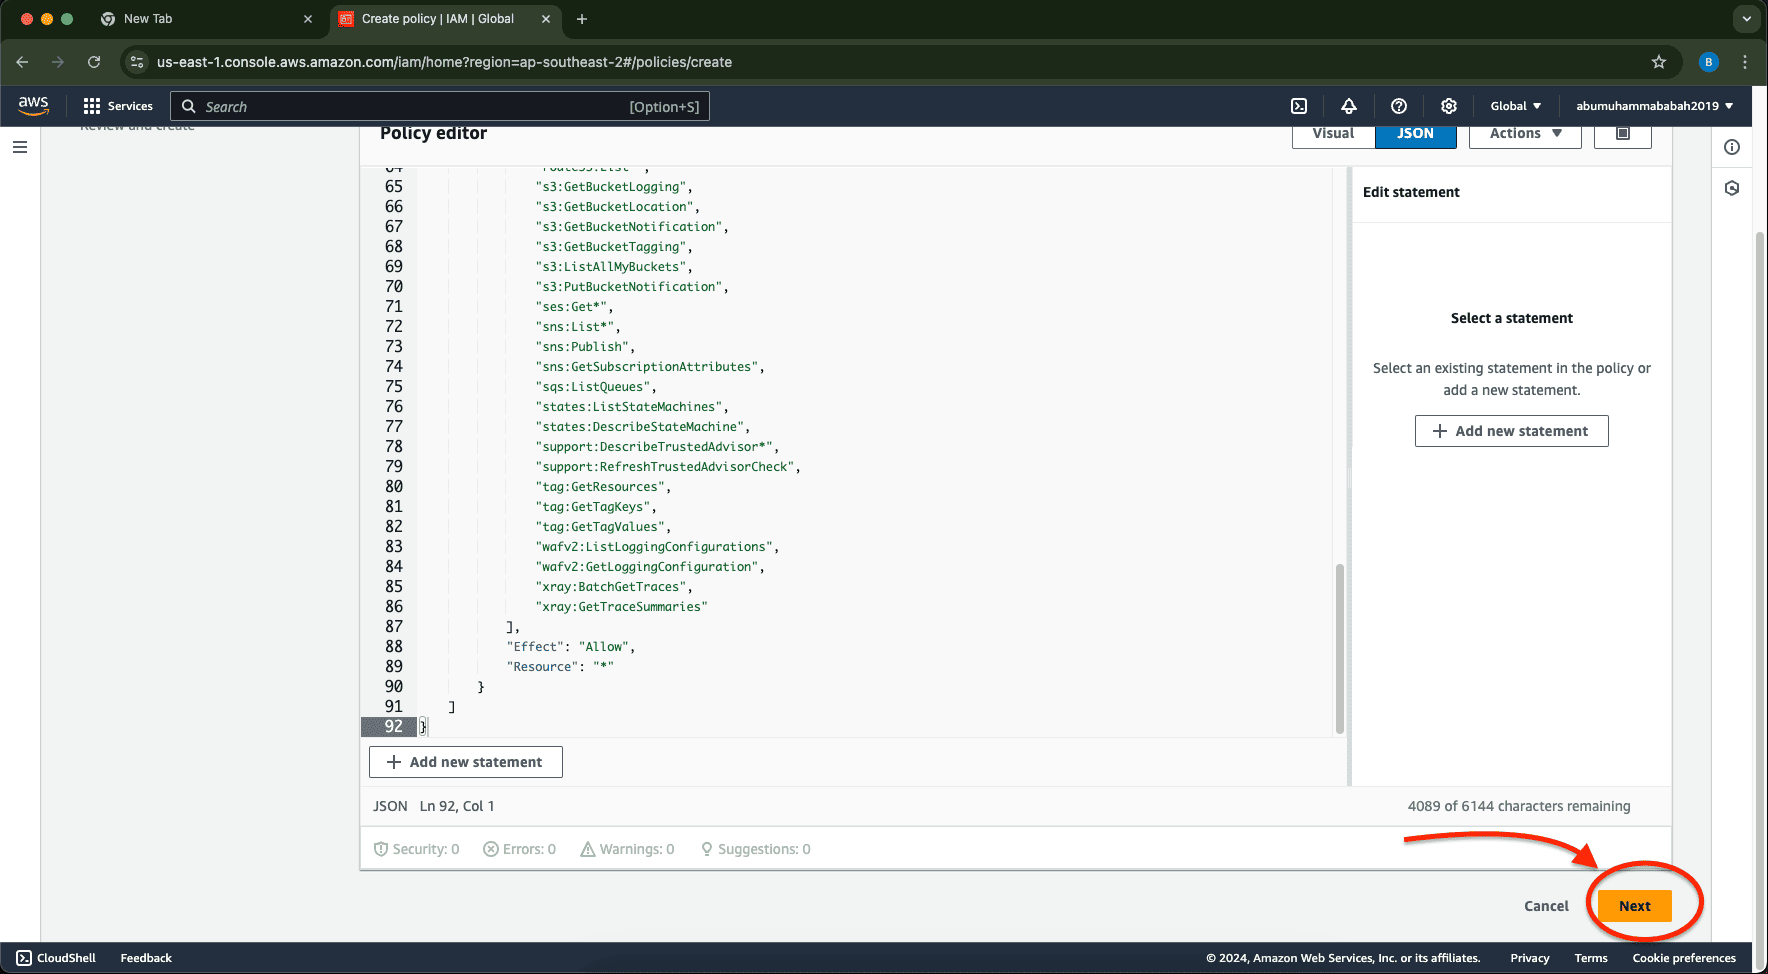 New Tab
Create policy | IAM | Global
us-east-1.console.aws.amazon.com/iam/home?region=ap-southeast-2#/policies/create
B
aws
Services
Search
[Option+S]
Global
abumuhammababah2019
Review and create
Policy editor
Visual
JSON
Actions
64 "route53:List*",
65 "s3:GetBucketLogging",
66 "s3:GetBucketLocation",
67 "s3:GetBucketNotification",
68 "s3:GetBucketTagging",
69 "s3:ListAllMyBuckets",
70 "s3:PutBucketNotification",
71 "ses:Get*",
72 "sns:List*",
73 "sns:Publish",
74 "sns:GetSubscriptionAttributes",
75 "sqs:ListQueues",
76 "states:ListStateMachines",
77 "states:DescribeStateMachine",
78 "support:DescribeTrustedAdvisor*",
79 "support:RefreshTrustedAdvisorCheck",
80 "tag:GetResources",
81 "tag:GetTagKeys",
82 "tag:GetTagValues",
83 "wafv2:ListLoggingConfigurations",
84 "wafv2:GetLoggingConfiguration",
85 "xray:BatchGetTraces",
86 "xray:GetTraceSummaries"
87 ],
88 "Effect": "Allow",
89 "Resource": "*"
90 }
91 ]
92 }
+ Add new statement
JSON Ln 92, Col 1
4089 of 6144 characters remaining
Security: 0
Errors: 0
Warnings: 0
Suggestions: 0
Edit statement
Select a statement
Select an existing statement in the policy or
add a new statement.
+ Add new statement
Cancel
Next
CloudShell
Feedback
© 2024, Amazon Web Services, Inc. or its affiliates.
Privacy
Terms
Cookie preferences